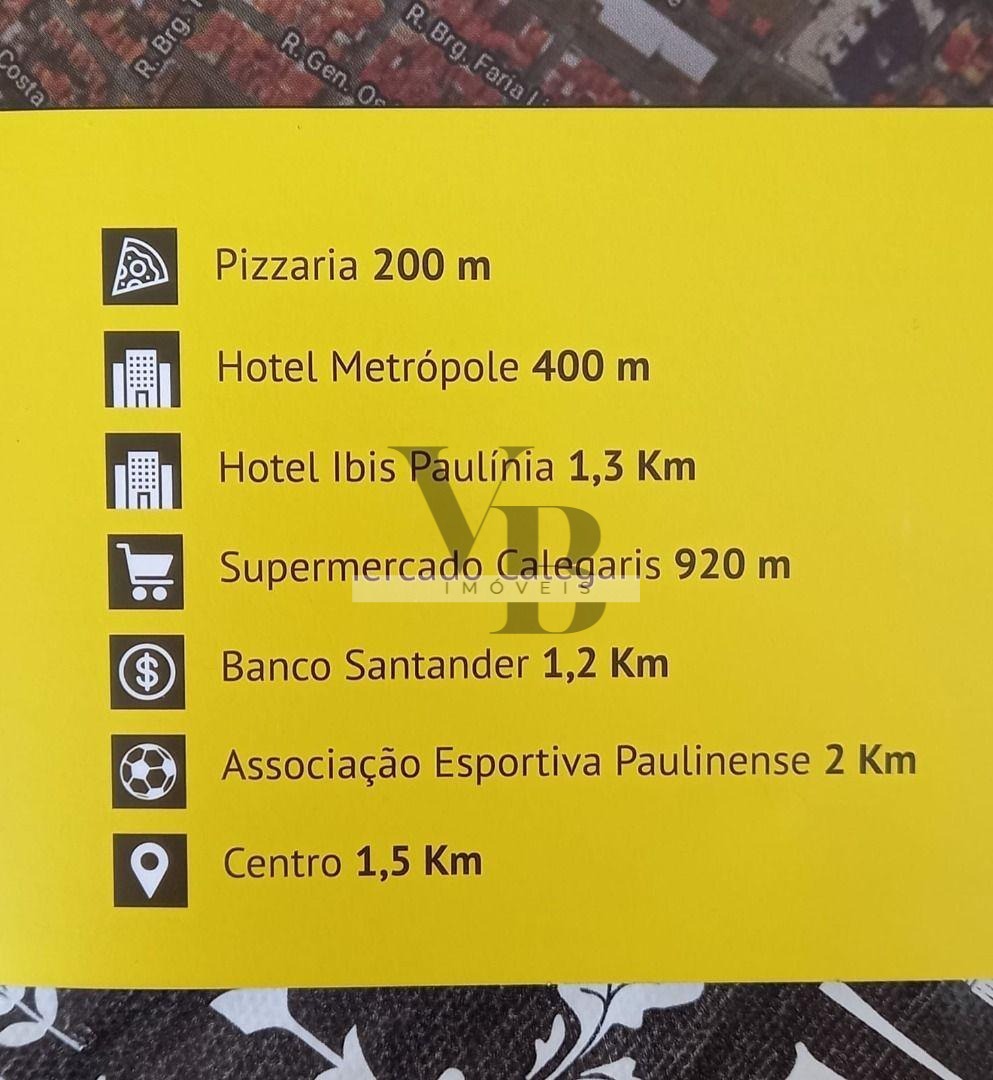 Costa
R. Brg.
R. Gen. Os
R. Brg. Faria L
Pizzaria 200 m
Hotel Metrópole 400 m
Hotel Ibis Paulínia 1,3 Km
Supermercado Calegaris 920 m
VB
IMÓVEIS
Banco Santander 1,2 Km
Associação Esportiva Paulinense 2 Km
Centro 1,5 Km